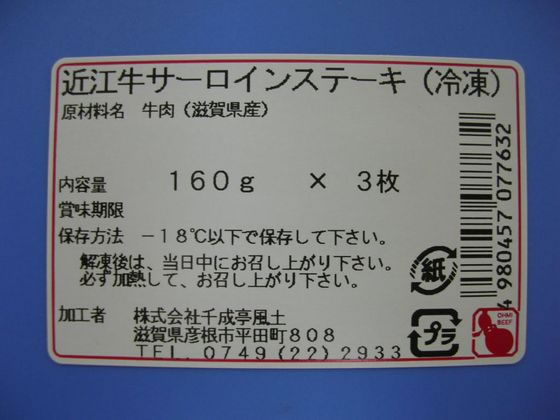 近江牛サーロインステーキ（冷凍）
原材料名 牛肉（滋賀県産）
内容量 １６０ｇ × ３枚
賞味期限
保存方法 －１８℃以下で保存して下さい。
解凍後は、当日中にお召し上がり下さい。
必ず加熱して、お召し上がり下さい。
加工者 株式会社千成亭風土
滋賀県彦根市平田町８０８
ＴＥＬ．０７４９（２２）２９３３
4 980457 077632
紙
プラ
OHMI
BEEF